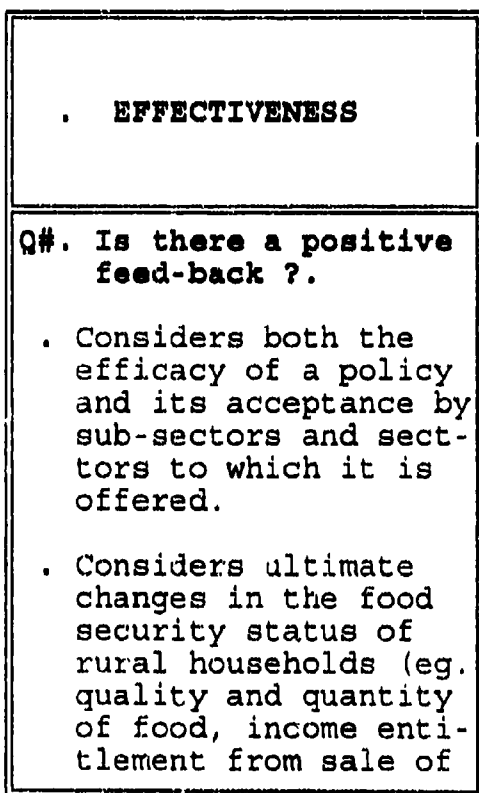 . EFFECTIVENESS
Q#. Is there a positive
feed-back ?.
. Considers both the
efficacy of a policy
and its acceptance by
sub-sectors and sect-
tors to which it is
offered.
. Considers ultimate
changes in the food
security status of
rural households (eg.
quality and quantity
of food, income enti-
tlement from sale of